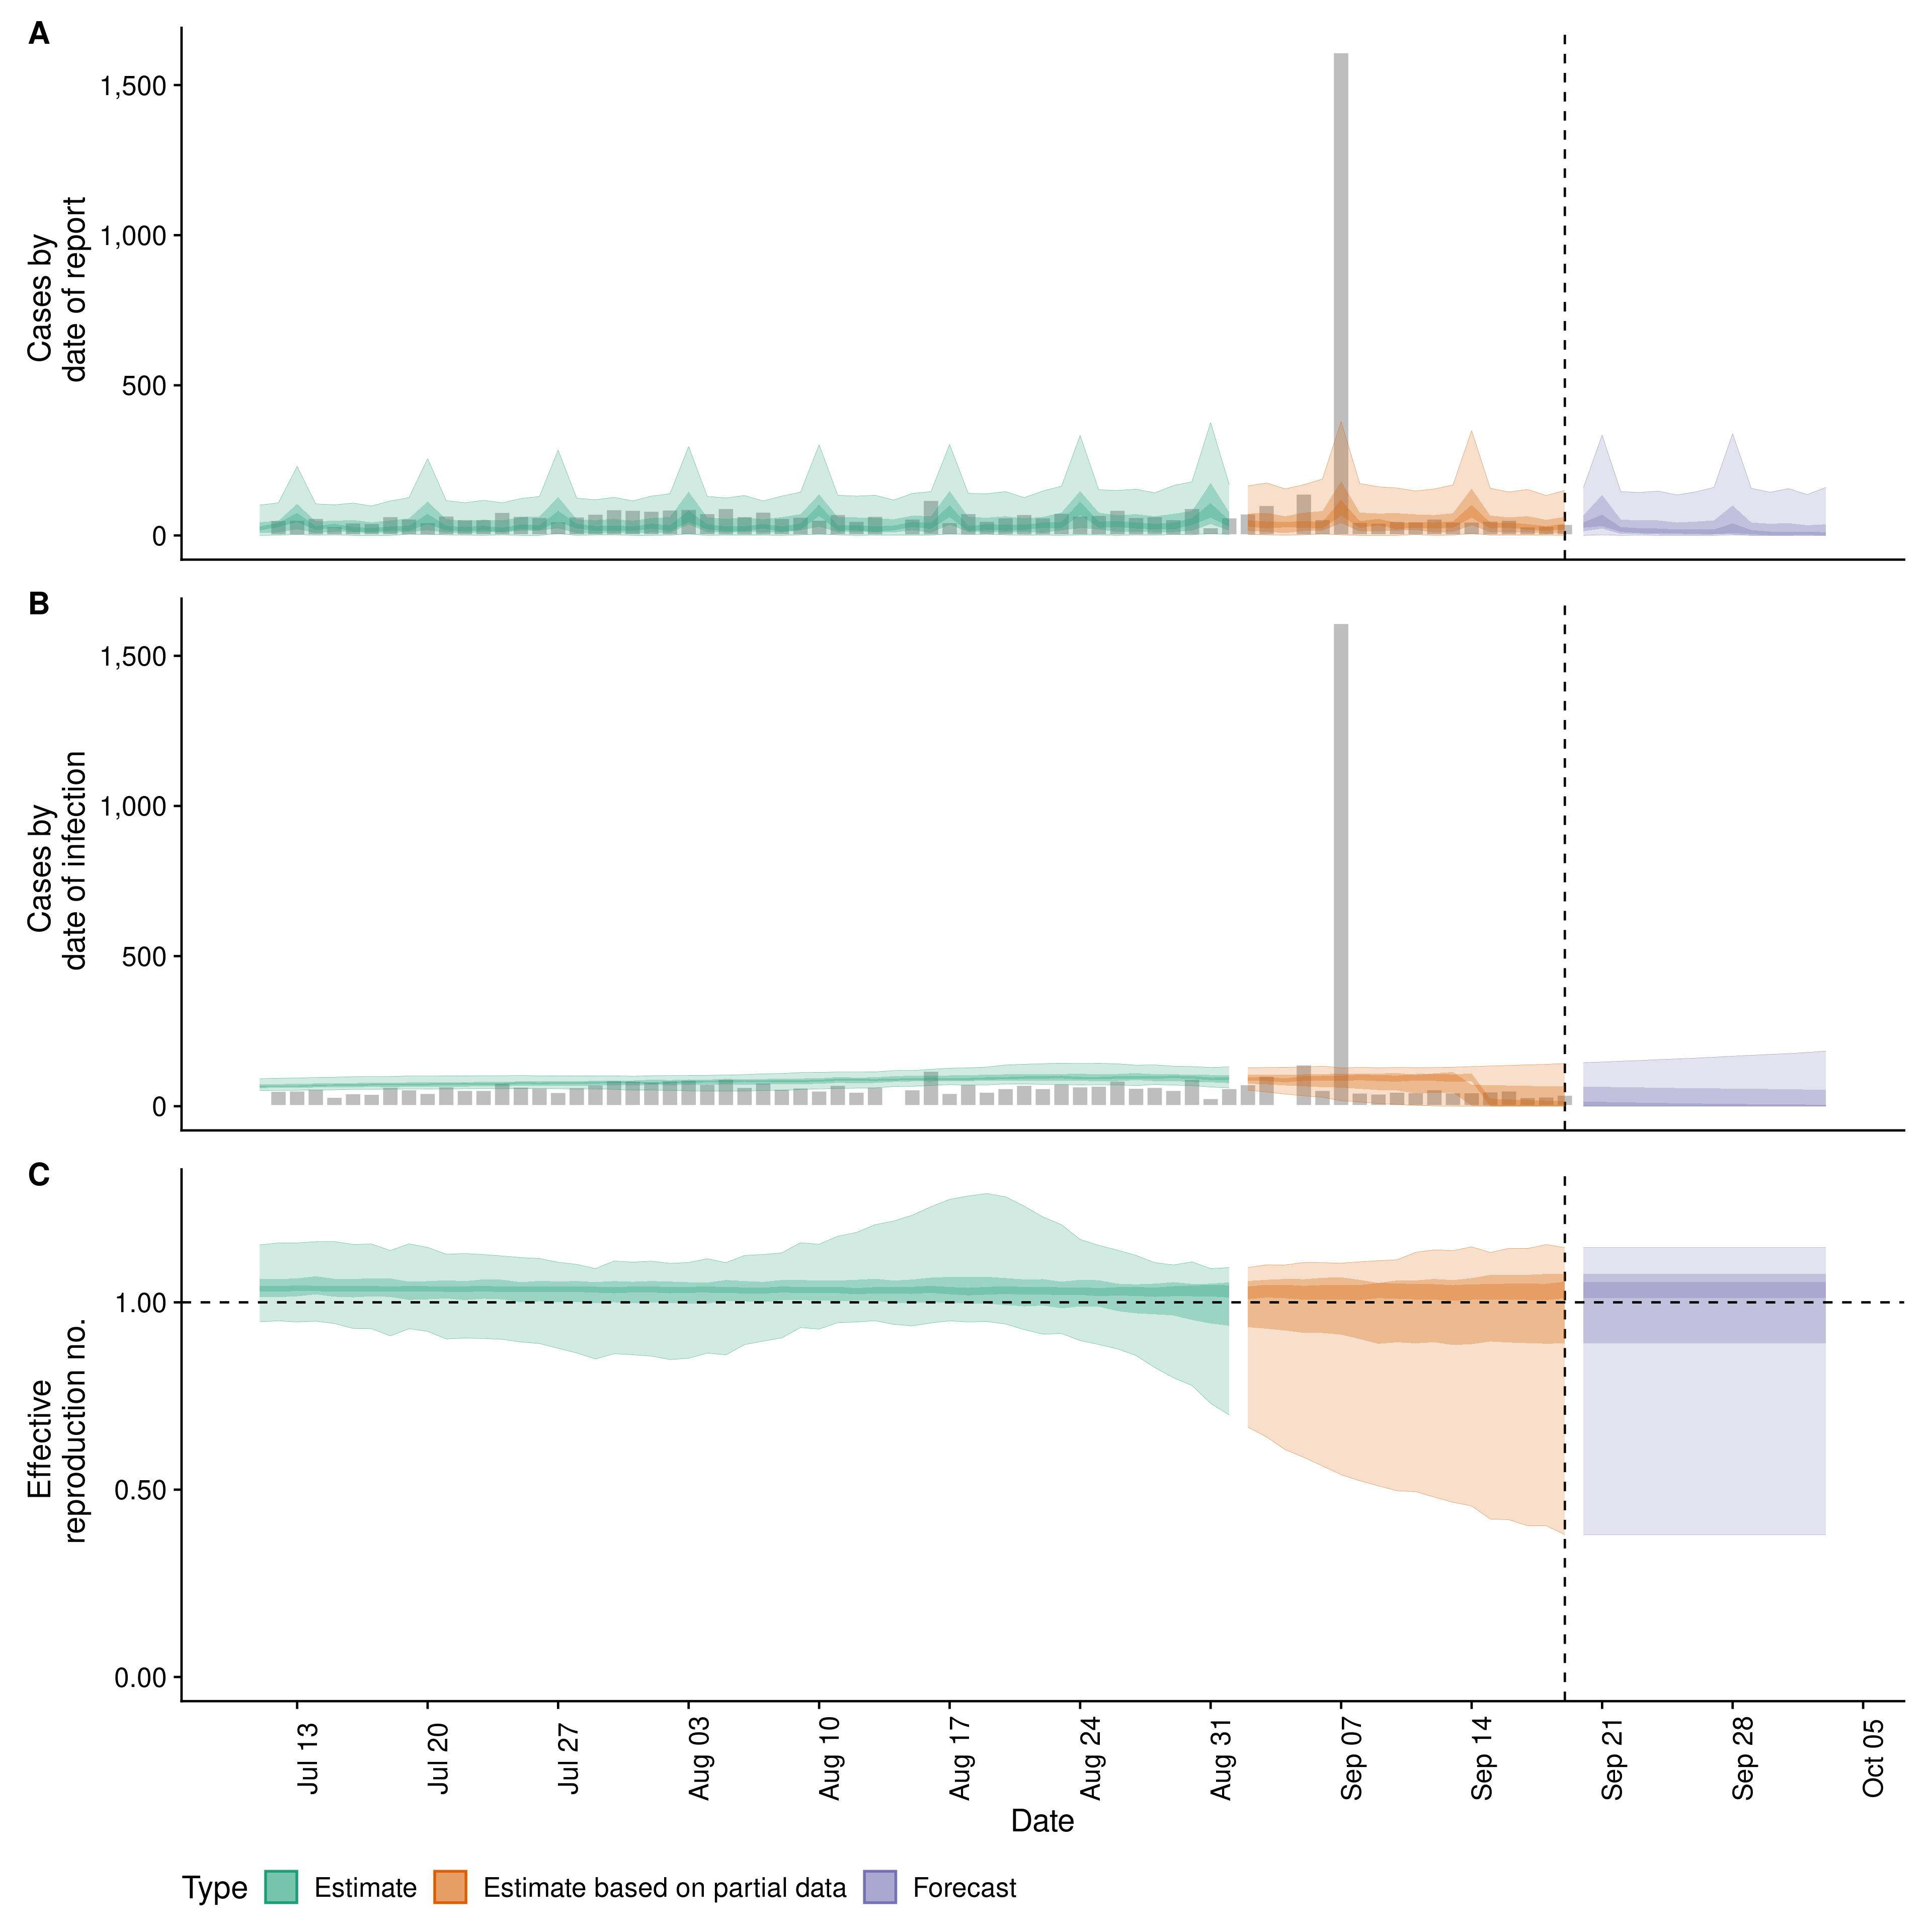 A
Cases by
date of report
1,500
1,000
500
0
B
Cases by
date of infection
1,500
1,000
500
0
C
Effective
reproduction no.
1.00
0.50
0.00
Jul 13
Jul 20
Jul 27
Aug 03
Aug 10
Aug 17
Aug 24
Aug 31
Sep 07
Sep 14
Sep 21
Sep 28
Oct 05
Date
Type Estimate Estimate based on partial data Forecast